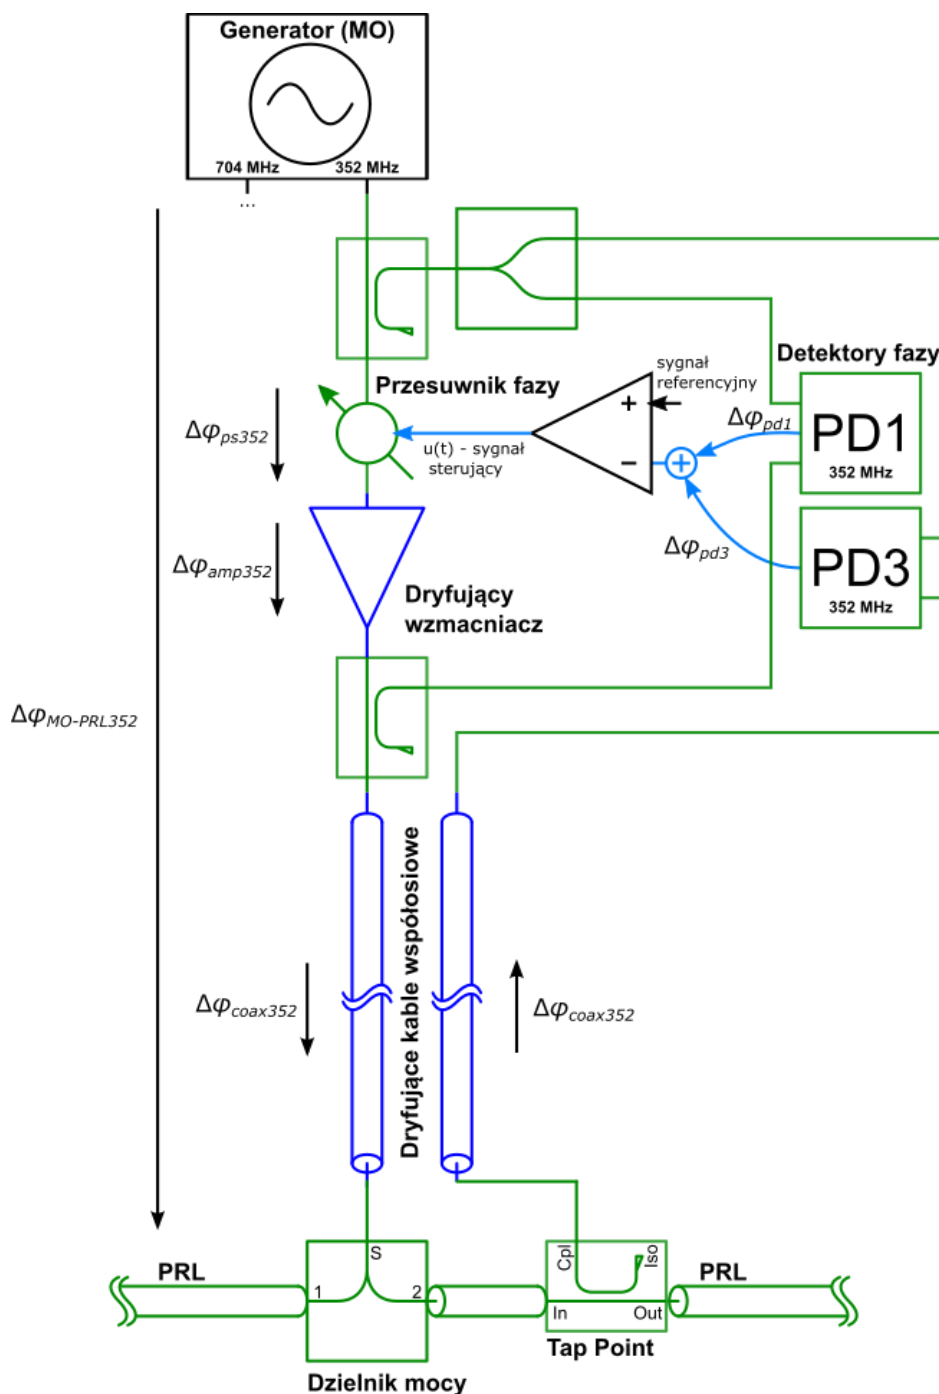 Generator (MO)
704 MHz
352 MHz
...
Detektory fazy
sygnał
referencyjny
Przesuwnik fazy
+
−
+
u(t) - sygnał
sterujący
Δφpd1
PD1
352 MHz
Δφps352
Δφpd3
PD3
352 MHz
Δφamp352
Dryfujący
wzmacniacz
ΔφMO-PRL352
Dryfujące kable współosiowe
Δφcoax352
Δφcoax352
PRL
S
1
2
Cpl
Iso
In
Out
PRL
Tap Point
Dzielnik mocy